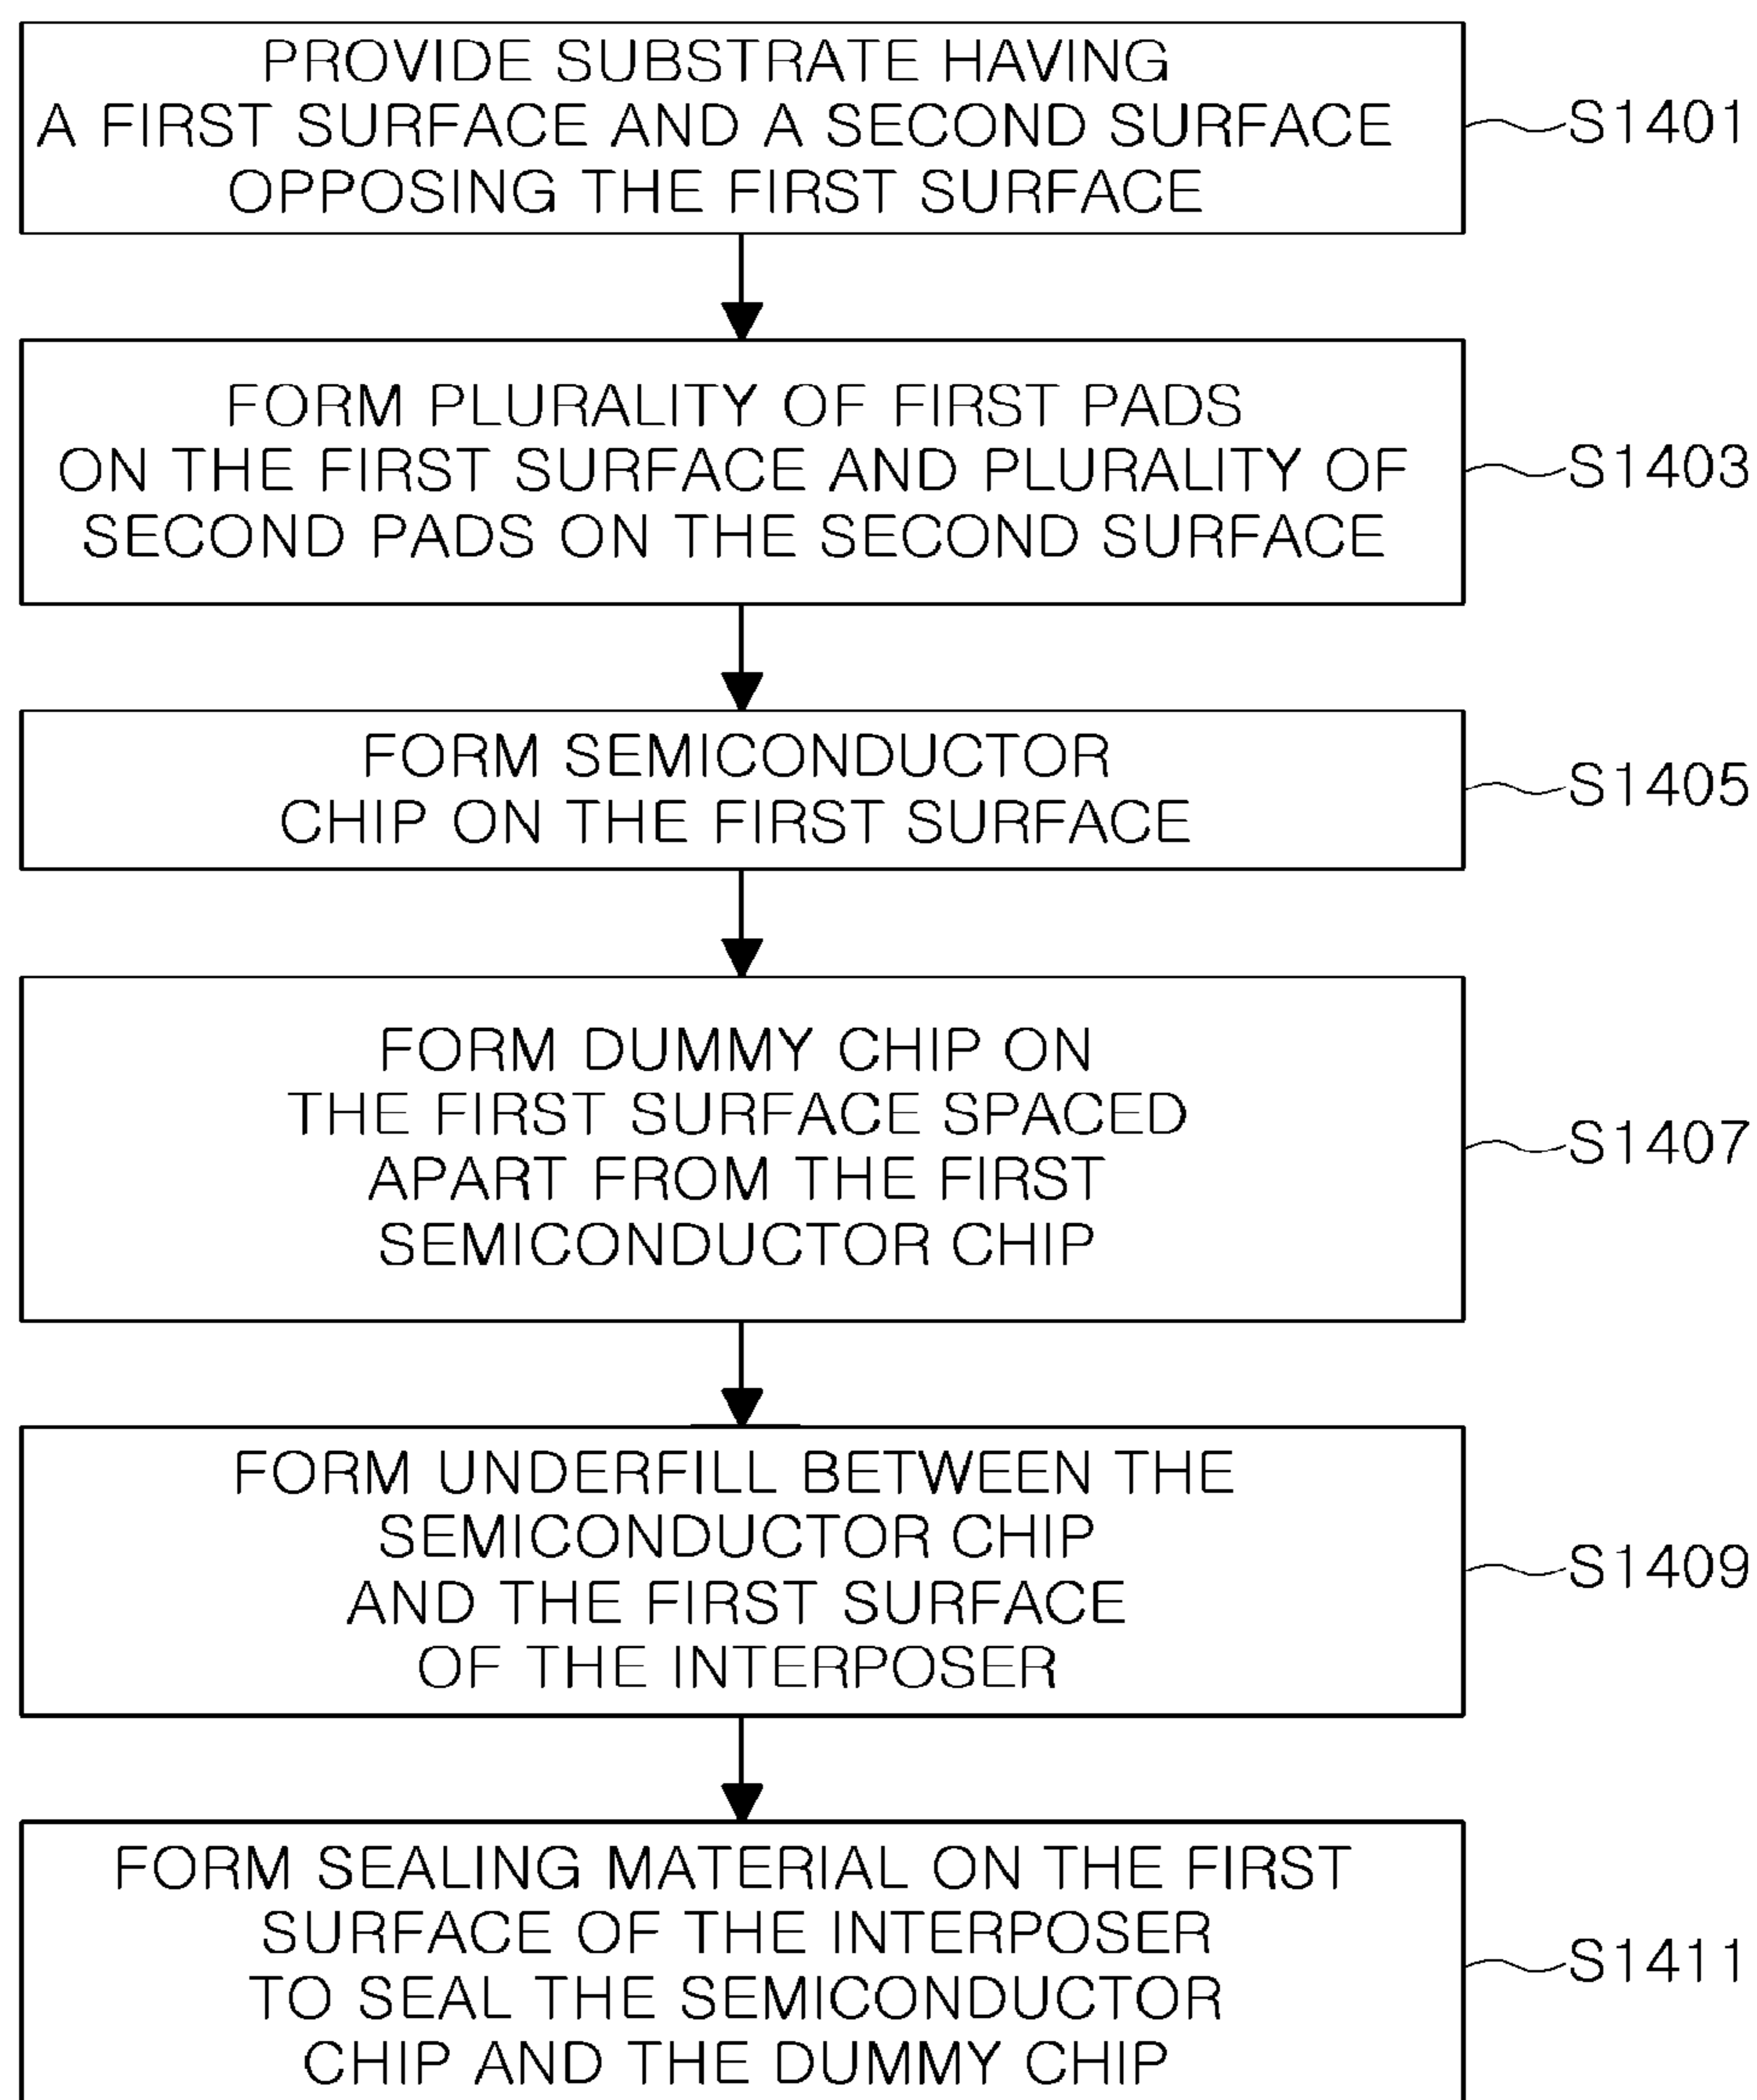 PROVIDE SUBSTRATE HAVING
A FIRST SURFACE AND A SECOND SURFACE
OPPOSING THE FIRST SURFACE
S1401
FORM PLURALITY OF FIRST PADS
ON THE FIRST SURFACE AND PLURALITY OF
SECOND PADS ON THE SECOND SURFACE
S1403
FORM SEMICONDUCTOR
CHIP ON THE FIRST SURFACE
S1405
FORM DUMMY CHIP ON
THE FIRST SURFACE SPACED
APART FROM THE FIRST
SEMICONDUCTOR CHIP
S1407
FORM UNDERFILL BETWEEN THE
SEMICONDUCTOR CHIP
AND THE FIRST SURFACE
OF THE INTERPOSER
S1409
FORM SEALING MATERIAL ON THE FIRST
SURFACE OF THE INTERPOSER
TO SEAL THE SEMICONDUCTOR
CHIP AND THE DUMMY CHIP
S1411